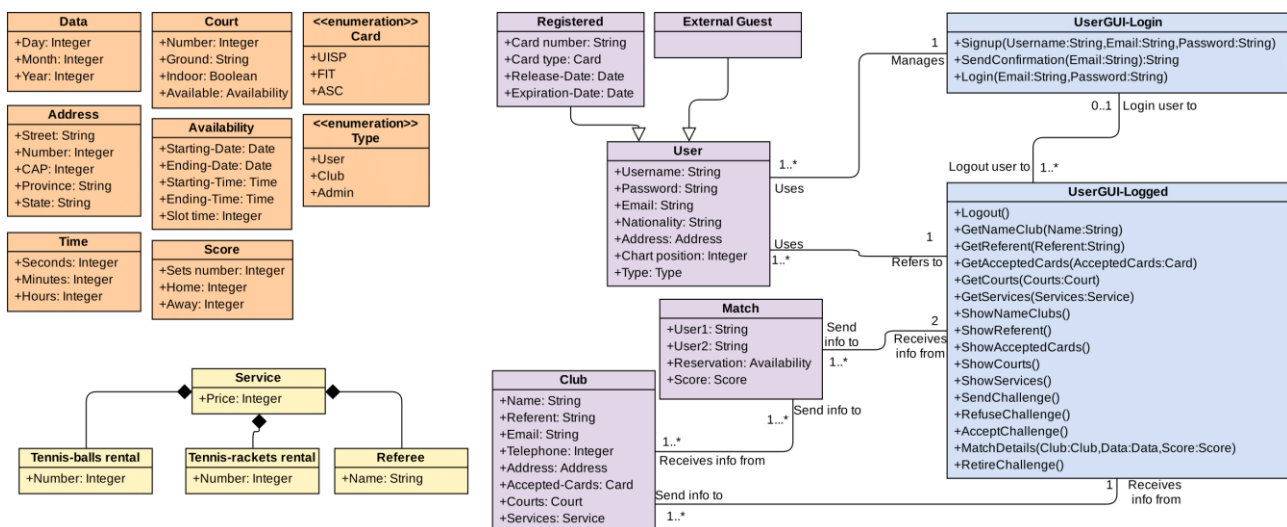 Data
+Day: Integer
+Month: Integer
+Year: Integer
Court
+Number: Integer
+Ground: String
+Indoor: Boolean
+Available: Availability
<<enumeration>>
Card
+UISP
+FIT
+ASC
Address
+Street: String
+Number: Integer
+CAP: Integer
+Province: String
+State: String
Availability
+Starting-Date: Date
+Ending-Date: Date
+Starting-Time: Time
+Ending-Time: Time
+Slot time: Integer
<<enumeration>>
Type
+User
+Club
+Admin
Time
+Seconds: Integer
+Minutes: Integer
+Hours: Integer
Score
+Sets number: Integer
+Home: Integer
+Away: Integer
Service
+Price: Integer
Tennis-balls rental
+Number: Integer
Tennis-rackets rental
+Number: Integer
Referee
+Name: String
Registered
+Card number: String
+Card type: Card
+Release-Date: Date
+Expiration-Date: Date
External Guest
User
+Username: String
+Password: String
+Email: String
+Nationality: String
+Address: Address
+Chart position: Integer
+Type: Type
1
Manages
1..*
Uses
Uses
1..*
1
Refers to
UserGUI-Login
+Signup(Username:String,Email:String,Password:String)
+SendConfirmation(Email:String):String
+Login(Email:String,Password:String)
0..1
Login user to
Logout user to
1..*
UserGUI-Logged
+Logout()
+GetNameClub(Name:String)
+GetReferent(Referent:String)
+GetAcceptedCards(AcceptedCards:Card)
+GetCourts(Courts:Court)
+GetServices(Services:Service)
+ShowNameClubs()
+ShowReferent()
+ShowAcceptedCards()
+ShowCourts()
+ShowServices()
+SendChallenge()
+RefuseChallenge()
+AcceptChallenge()
+MatchDetails(Club:Club,Data:Data,Score:Score)
+RetireChallenge()
Match
+User1: String
+User2: String
+Reservation: Availability
+Score: Score
Send
info to
1..*
2
Receives
info from
Send info to
1...*
1..*
Receives info from
Club
+Name: String
+Referent: String
+Email: String
+Telephone: Integer
+Address: Address
+Accepted-Cards: Card
+Courts: Court
+Services: Service
Send info to
1..*
1
Receives
info from